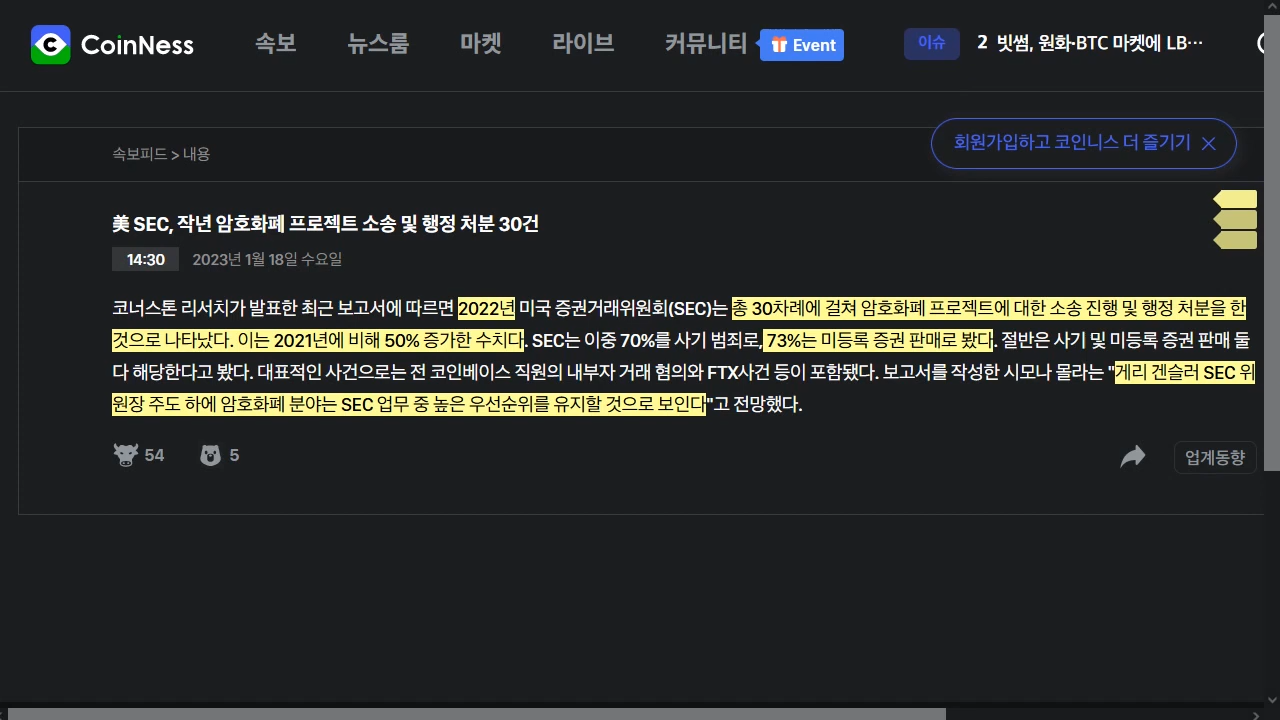 CoinNess 속보 뉴스룸 마켓 라이브 커뮤니티 Event 이슈 2 빗썸, 원화·BTC 마켓에 LB···
회원가입하고 코인니스 더 즐기기
속보피드 > 내용
美 SEC, 작년 암호화폐 프로젝트 소송 및 행정 처분 30건
14:30 2023년 1월 18일 수요일
코너스톤 리서치가 발표한 최근 보고서에 따르면 2022년 미국 증권거래위원회(SEC)는 총 30차례에 걸쳐 암호화폐 프로젝트에 대한 소송 진행 및 행정 처분을 한
것으로 나타났다. 이는 2021년에 비해 50% 증가한 수치다. SEC는 이중 70%를 사기 범죄로, 73%는 미등록 증권 판매로 봤다. 절반은 사기 및 미등록 증권 판매 둘
다 해당한다고 봤다. 대표적인 사건으로는 전 코인베이스 직원의 내부자 거래 혐의와 FTX사건 등이 포함됐다. 보고서를 작성한 시모나 몰라는 "게리 겐슬러 SEC 위
원장 주도 하에 암호화폐 분야는 SEC 업무 중 높은 우선순위를 유지할 것으로 보인다"고 전망했다.
54 5 업계동향